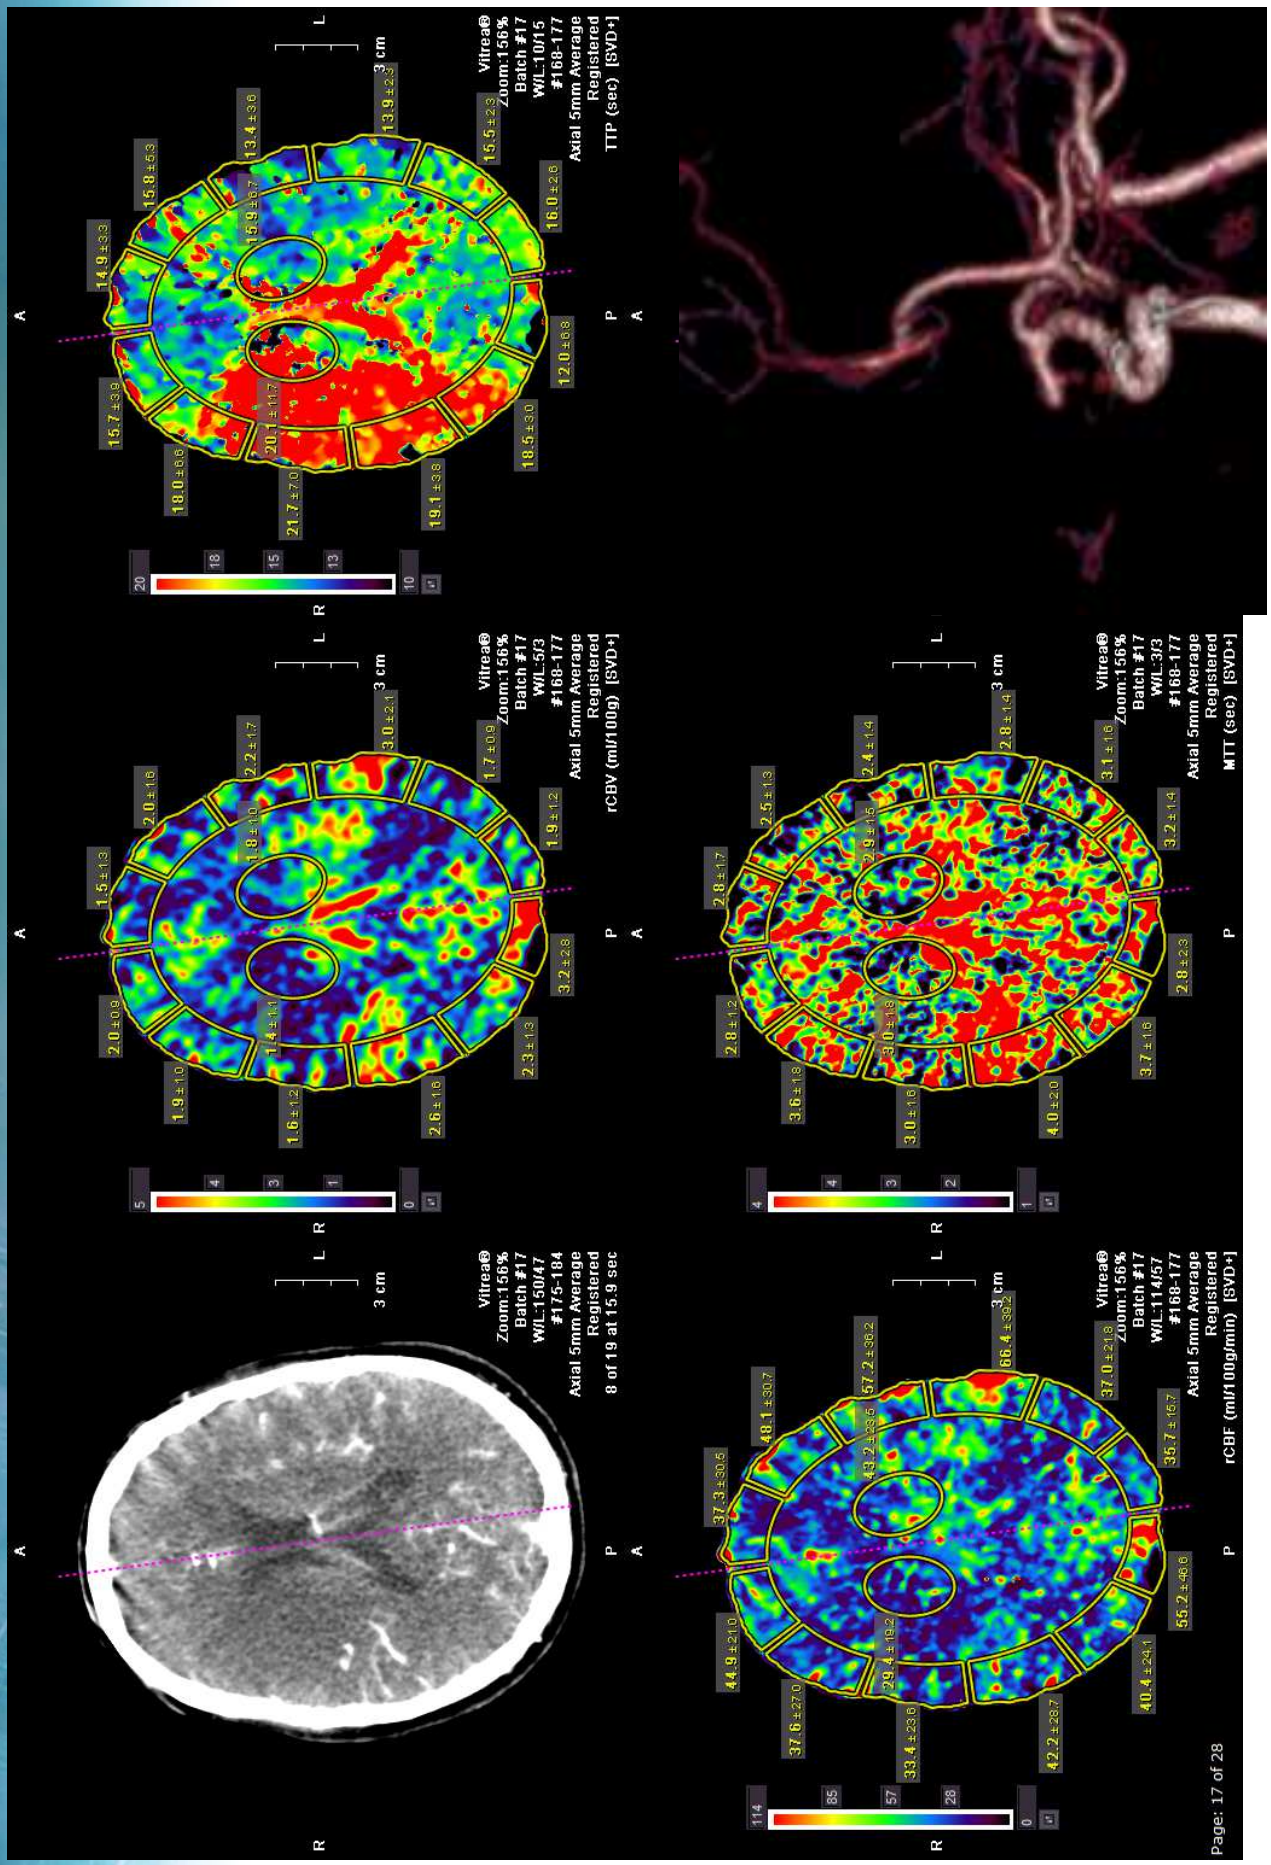 A
R
L
3 cm
P
Vitrea®
Zoom:156%
Batch #17
W/L:150/47
#175-184
Axial 5mm Average
Registered
8 of 19 at 15.9 sec
A
5
4
3
1
0
R
L
3 cm
P
2.0 ± 0.9
1.5 ± 1.3
1.9 ± 1.0
2.0 ± 1.6
1.6 ± 1.2
1.4 ± 1.1
1.8 ± 1.0
2.2 ± 1.7
2.6 ± 1.6
3.0 ± 2.1
2.3 ± 1.3
1.7 ± 0.9
3.2 ± 2.8
1.9 ± 1.2
Vitrea®
Zoom:156%
Batch #17
W/L:5/3
#168-177
Axial 5mm Average
Registered
rCBV (ml/100g) [SVD+]
A
20
18
15
13
10
R
L
3 cm
P
15.7 ± 3.9
14.9 ± 3.3
18.0 ± 6.6
15.8 ± 5.3
21.7 ± 7.0
20.1 ± 11.7
15.9 ± 6.7
13.4 ± 3.6
19.1 ± 3.8
13.9 ± 2.3
18.5 ± 3.0
15.5 ± 2.3
12.0 ± 6.8
16.0 ± 2.6
Vitrea®
Zoom:156%
Batch #17
W/L:10/15
#168-177
Axial 5mm Average
Registered
TTP (sec) [SVD+]
A
114
85
57
28
0
R
3 cm
P
44.9 ± 21.0
37.3 ± 30.5
37.6 ± 27.0
48.1 ± 30.7
33.4 ± 23.6
29.4 ± 19.2
43.2 ± 23.5
57.2 ± 36.2
42.2 ± 28.7
66.4 ± 39.2
40.4 ± 24.1
37.0 ± 21.8
55.2 ± 46.6
35.7 ± 15.7
L
Vitrea®
Zoom:156%
Batch #17
W/L:114/57
#168-177
Axial 5mm Average
Registered
rCBF (ml/100g/min) [SVD+]
A
4
4
3
2
1
R
L
3 cm
P
2.8 ± 1.2
2.8 ± 1.7
3.6 ± 1.8
2.5 ± 1.3
3.0 ± 1.6
3.0 ± 1.8
2.9 ± 1.5
2.4 ± 1.4
4.0 ± 2.0
2.8 ± 1.4
3.7 ± 1.6
3.1 ± 1.6
2.8 ± 2.3
3.2 ± 1.4
Vitrea®
Zoom:156%
Batch #17
W/L:3/3
#168-177
Axial 5mm Average
Registered
MTT (sec) [SVD+]
Page: 17 of 28